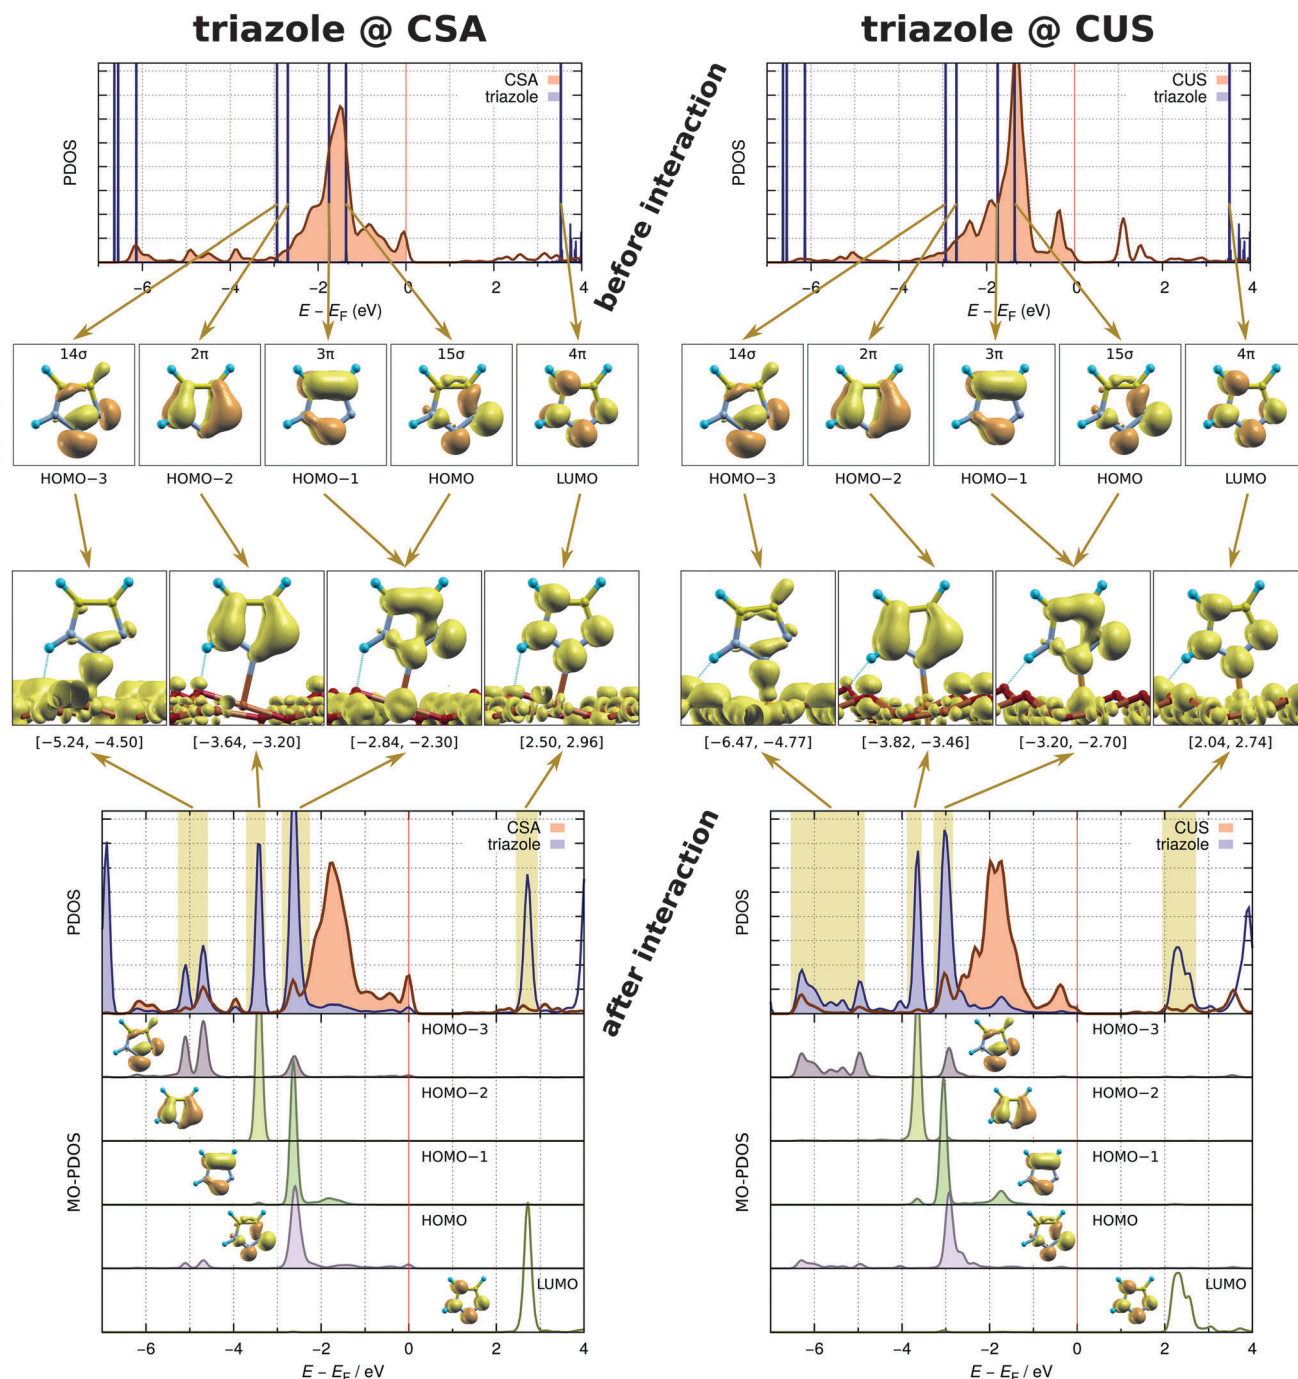 triazole @ CSA
triazole @ CUS
before interaction
PDOS
CSA
triazole
−6 −4 −2 0 2 4
E − EF (eV)
PDOS
CUS
triazole
−6 −4 −2 0 2 4
E − EF (eV)
14σ 2π 3π 15σ 4π
HOMO−3 HOMO−2 HOMO−1 HOMO LUMO
14σ 2π 3π 15σ 4π
HOMO−3 HOMO−2 HOMO−1 HOMO LUMO
[−5.24, −4.50] [−3.64, −3.20] [−2.84, −2.30] [2.50, 2.96]
[−6.47, −4.77] [−3.82, −3.46] [−3.20, −2.70] [2.04, 2.74]
after interaction
PDOS
CSA
triazole
MO-PDOS
HOMO−3
HOMO−2
HOMO−1
HOMO
LUMO
−6 −4 −2 0 2 4
E − EF / eV
PDOS
CUS
triazole
MO-PDOS
HOMO−3
HOMO−2
HOMO−1
HOMO
LUMO
−6 −4 −2 0 2 4
E − EF / eV